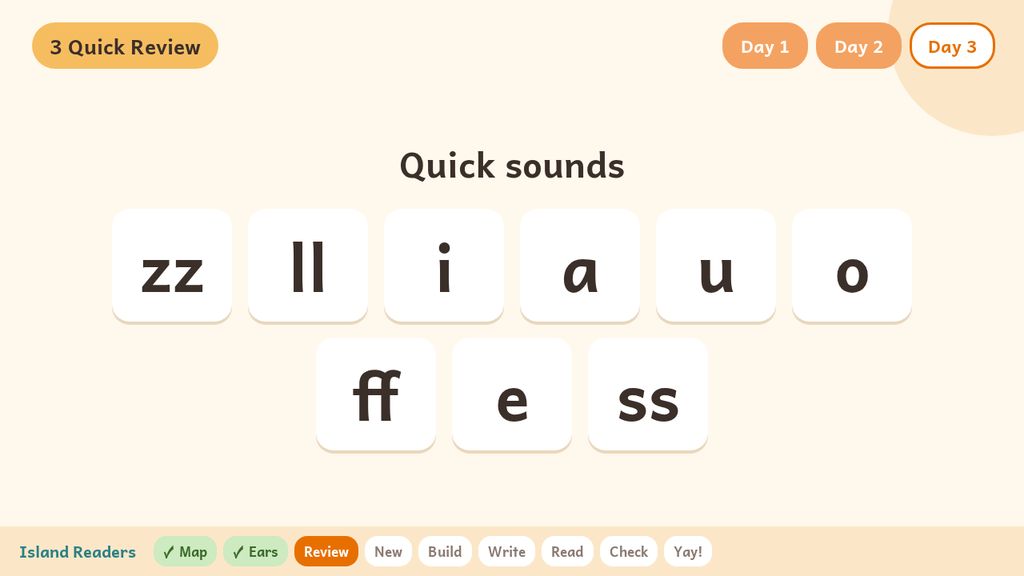 3 Quick Review
Day 1 Day 2 Day 3
Quick sounds
zz ll i a u o
ff e ss
Island Readers ✓ Map ✓ Ears Review New Build Write Read Check Yay!